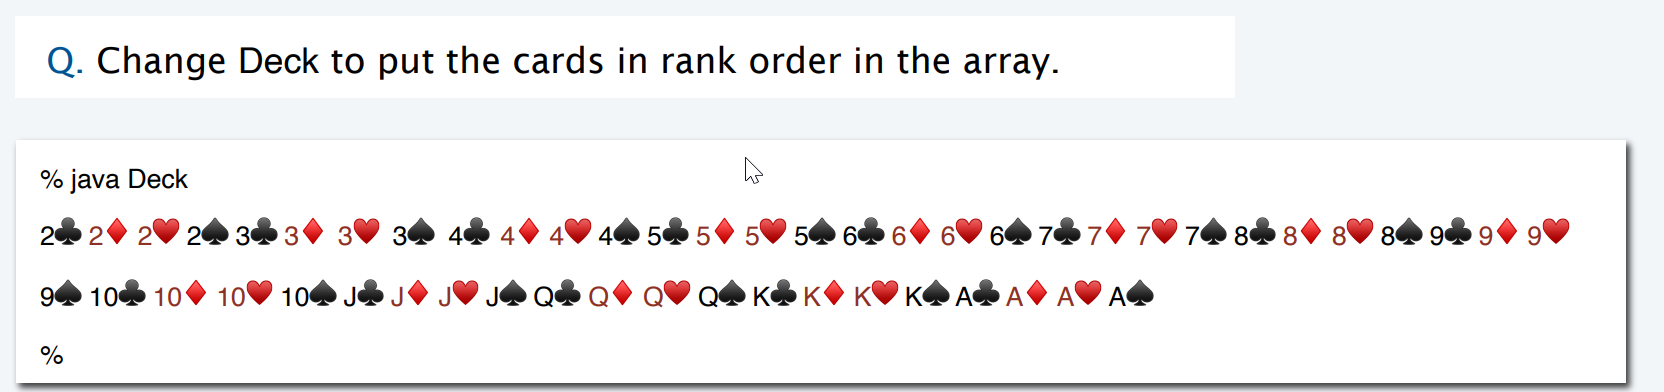 Q. Change Deck to put the cards in rank order in the array.
% java Deck
2♣ 2♦ 2♥ 2♠ 3♣ 3♦ 3♥ 3♠ 4♣ 4♦ 4♥ 4♠ 5♣ 5♦ 5♥ 5♠ 6♣ 6♦ 6♥ 6♠ 7♣ 7♦ 7♥ 7♠ 8♣ 8♦ 8♥ 8♠ 9♣ 9♦ 9♥
9♠ 10♣ 10♦ 10♥ 10♠ J♣ J♦ J♥ J♠ Q♣ Q♦ Q♥ Q♠ K♣ K♦ K♥ K♠ A♣ A♦ A♥ A♠
%